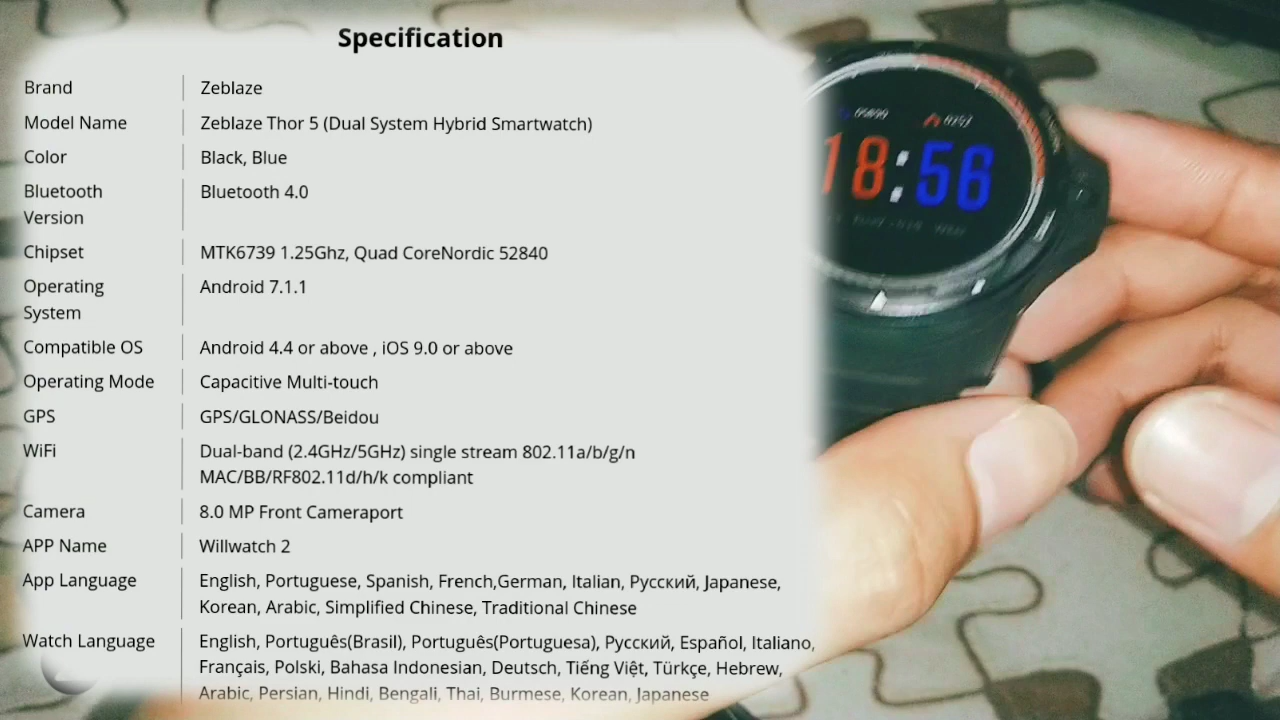 Specification
Brand Zeblaze
Model Name Zeblaze Thor 5 (Dual System Hybrid Smartwatch)
Color Black, Blue
Bluetooth Version Bluetooth 4.0
Chipset MTK6739 1.25Ghz, Quad CoreNordic 52840
Operating System Android 7.1.1
Compatible OS Android 4.4 or above , iOS 9.0 or above
Operating Mode Capacitive Multi-touch
GPS GPS/GLONASS/Beidou
WiFi Dual-band (2.4GHz/5GHz) single stream 802.11a/b/g/n
MAC/BB/RF802.11d/h/k compliant
Camera 8.0 MP Front Cameraport
APP Name Willwatch 2
App Language English, Portuguese, Spanish, French,German, Italian, Русский, Japanese,
Korean, Arabic, Simplified Chinese, Traditional Chinese
Watch Language English, Português(Brasil), Português(Portuguesa), Русский, Español, Italiano,
Français, Polski, Bahasa Indonesian, Deutsch, Tiếng Việt, Türkçe, Hebrew,
Arabic, Persian, Hindi, Bengali, Thai, Burmese, Korean, Japanese
18:56